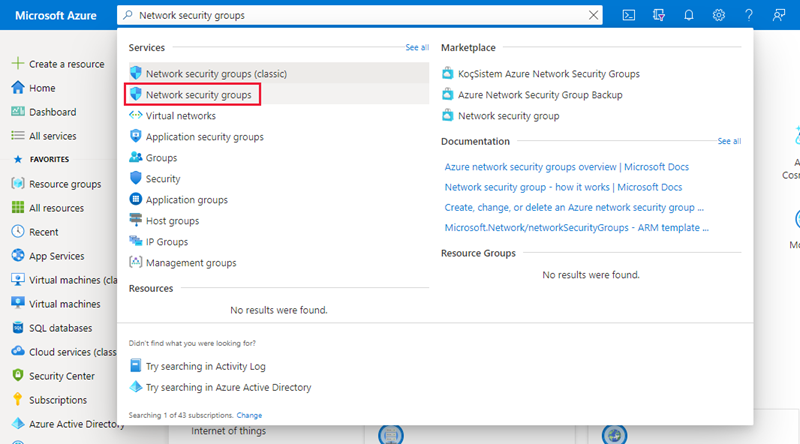 Microsoft Azure
Network security groups
Create a resource
Home
Dashboard
All services
FAVORITES
Resource groups
All resources
Recent
App Services
Virtual machines (cla
Virtual machines
SQL databases
Cloud services (class
Security Center
Subscriptions
Azure Active Directory
Services
See all
Network security groups (classic)
Network security groups
Virtual networks
Application security groups
Groups
Security
Application groups
Host groups
IP Groups
Management groups
Resources
No results were found.
Marketplace
KoçSistem Azure Network Security Groups
Azure Network Security Group Backup
Network security group
Documentation
See all
Azure network security groups overview | Microsoft Docs
Network security group - how it works | Microsoft Docs
Create, change, or delete an Azure network security group ...
Microsoft.Network/networkSecurityGroups - ARM template ...
Resource Groups
No results were found.
Didn't find what you were looking for?
Try searching in Activity Log
Try searching in Azure Active Directory
Searching 1 of 43 subscriptions. Change
Internet of things
A
Cosm
Mo